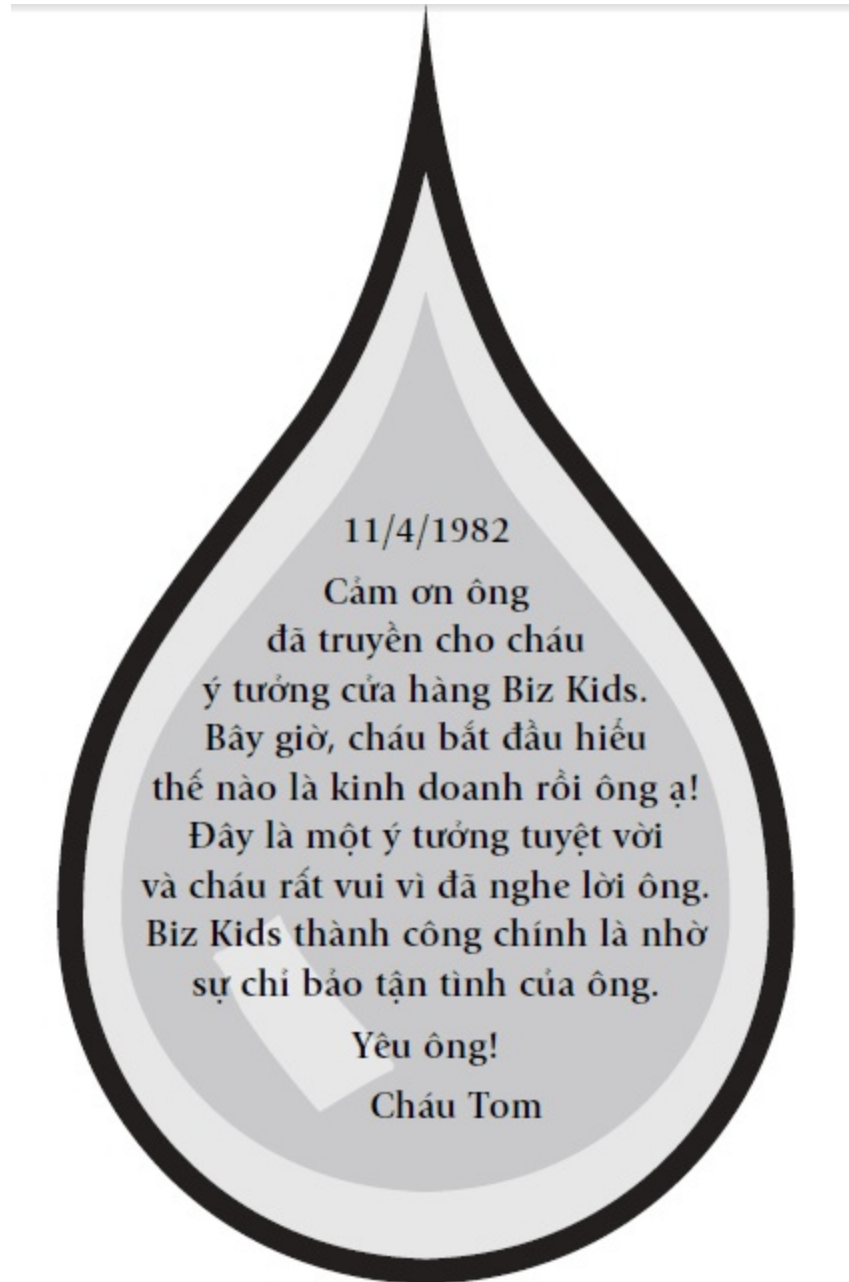 11/4/1982
Cảm ơn ông
đã truyền cho cháu
ý tưởng cửa hàng Biz Kids.
Bây giờ, cháu bắt đầu hiểu
thế nào là kinh doanh rồi ông ạ!
Đây là một ý tưởng tuyệt vời
và cháu rất vui vì đã nghe lời ông.
Biz Kids thành công chính là nhờ
sự chỉ bảo tận tình của ông.
Yêu ông!
Cháu Tom